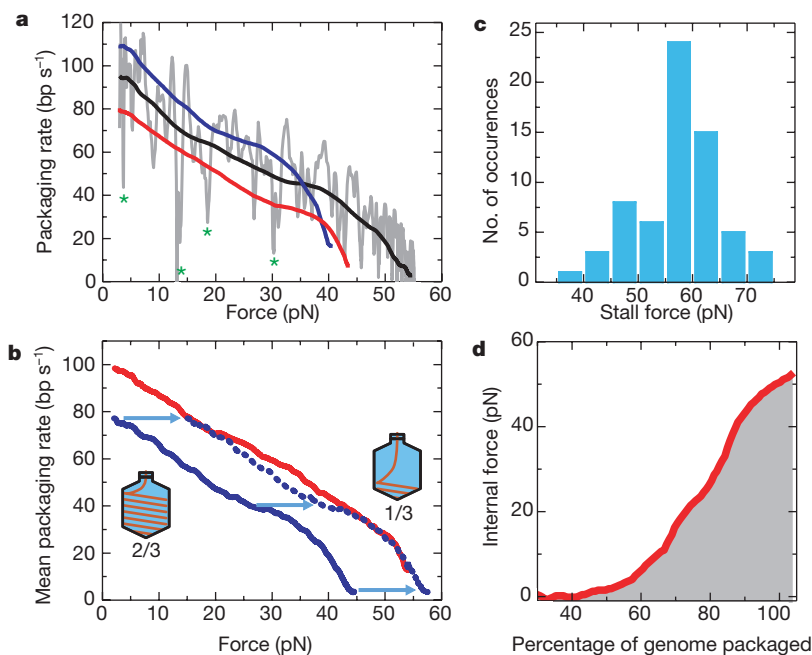 a
Packaging rate (bp s⁻¹)
120
100
80
60
40
20
0
*
*
*
*
0 10 20 30 40 50 60
Force (pN)
b
Mean packaging rate (bp s⁻¹)
100
80
60
40
20
0
2/3
1/3
0 10 20 30 40 50 60
Force (pN)
c
No. of occurences
25
20
15
10
5
0
40 50 60 70
Stall force (pN)
d
Internal force (pN)
60
40
20
0
40 60 80 100
Percentage of genome packaged